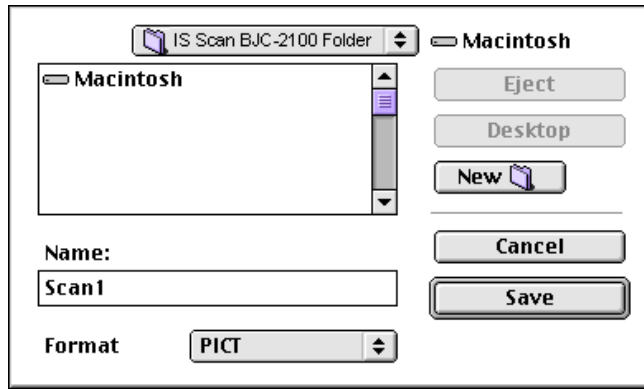 IS Scan BJC-2100 Folder
Macintosh
Macintosh
Eject
Desktop
New
Name:
Cancel
Scan1
Save
Format PICT